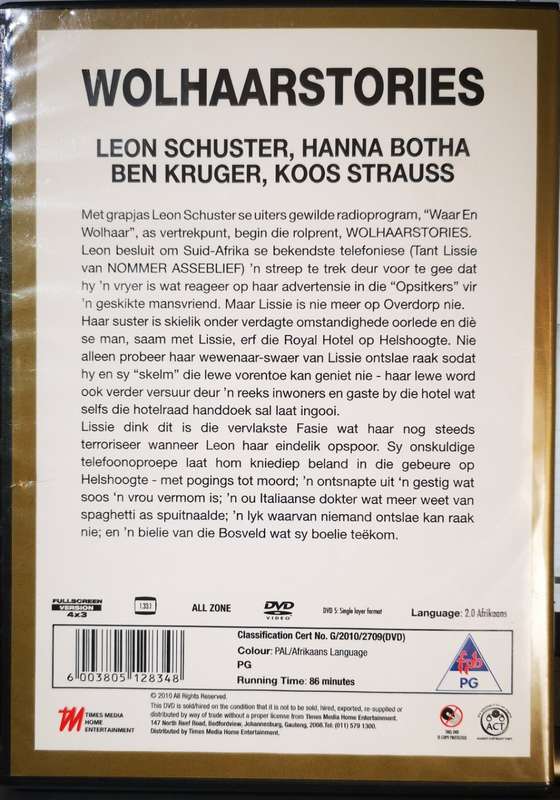 WOLHAARSTORIES
LEON SCHUSTER, HANNA BOTHA
BEN KRUGER, KOOS STRAUSS
Met grapjas Leon Schuster se uiters gewilde radioprogram, “Waar En
Wolhaar”, as vertrekpunt, begin die rolprent, WOLHAARSTORIES.
Leon besluit om Suid-Afrika se bekendste telefoniese (Tant Lissie
van NOMMER ASSEBLIEF) ’n streep te trek deur voor te gee dat
hy ’n vryer is wat reageer op haar advertensie in die “Opsitkers” vir
’n geskikte mansvriend. Maar Lissie is nie meer op Overdorp nie.
Haar suster is skielik onder verdagte omstandighede oorlede en diè
se man, saam met Lissie, erf die Royal Hotel op Helshoogte. Nie
alleen probeer haar wewenaar-swaer van Lissie ontslae raak sodat
hy en sy “skelm” die lewe vorentoe kan geniet nie - haar lewe word
ook verder versuur deur ’n reeks inwoners en gaste by die hotel wat
selfs die hotelraad handdoek sal laat ingooi.
Lissie dink dit is die vervlakste Fasie wat haar nog steeds
terroriseer wanneer Leon haar eindelik opspoor. Sy onskuldige
telefoonoproepe laat hom kniediep beland in die gebeure op
Helshoogte - met pogings tot moord; ’n ontsnapte uit ‘n gestig wat
soos ‘n vrou vermom is; ’n ou Italiaanse dokter wat meer weet van
spaghetti as spuitnaalde; ’n lyk waarvan niemand ontslae kan raak
nie; en ’n bielie van die Bosveld wat sy boelie teëkom.
FULLSCREEN
VERSION
4x3
1.33:1
ALL ZONE
DVD
VIDEO
DVD 5: Single layer format
Language: 2.0 Afrikaans
Classification Cert No. G/2010/2709(DVD)
Colour: PAL/Afrikaans Language
PG
Running Time: 86 minutes
fpb
PG
6 003805 128348
© 2010 All Rights Reserved.
This DVD is sold/hired on the condition that it is not to be sold, hired, exported, re-supplied or
distributed by way of trade without a proper license from Times Media Home Entertainment.
147 North Reef Road, Bedfordview, Johannesburg, Gauteng, 2008.Tel: (011) 579 1300.
Distributed by Times Media Home Entertainment.
TM TIMES MEDIA
HOME
ENTERTAINMENT
THIS DVD
IS COPY PROTECTED
ACT